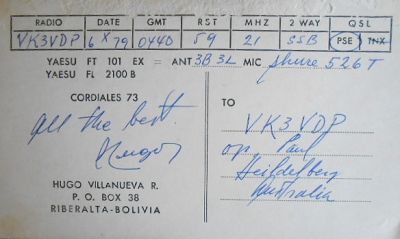 RADIO DATE GMT RST MHZ 2 WAY QSL
VK3VDP 6 X 79 0440 59 21 SSB PSE TNX
YAESU FT 101 EX = ANT 3B 3L MIC Shure 526T
YAESU FL 2100 B
CORDIALES 73
All the best.
Hugo
HUGO VILLANUEVA R.
P. O. BOX 38
RIBERALTA-BOLIVIA
TO
VK3VDP
op. Paul
Heildelberg
Australia